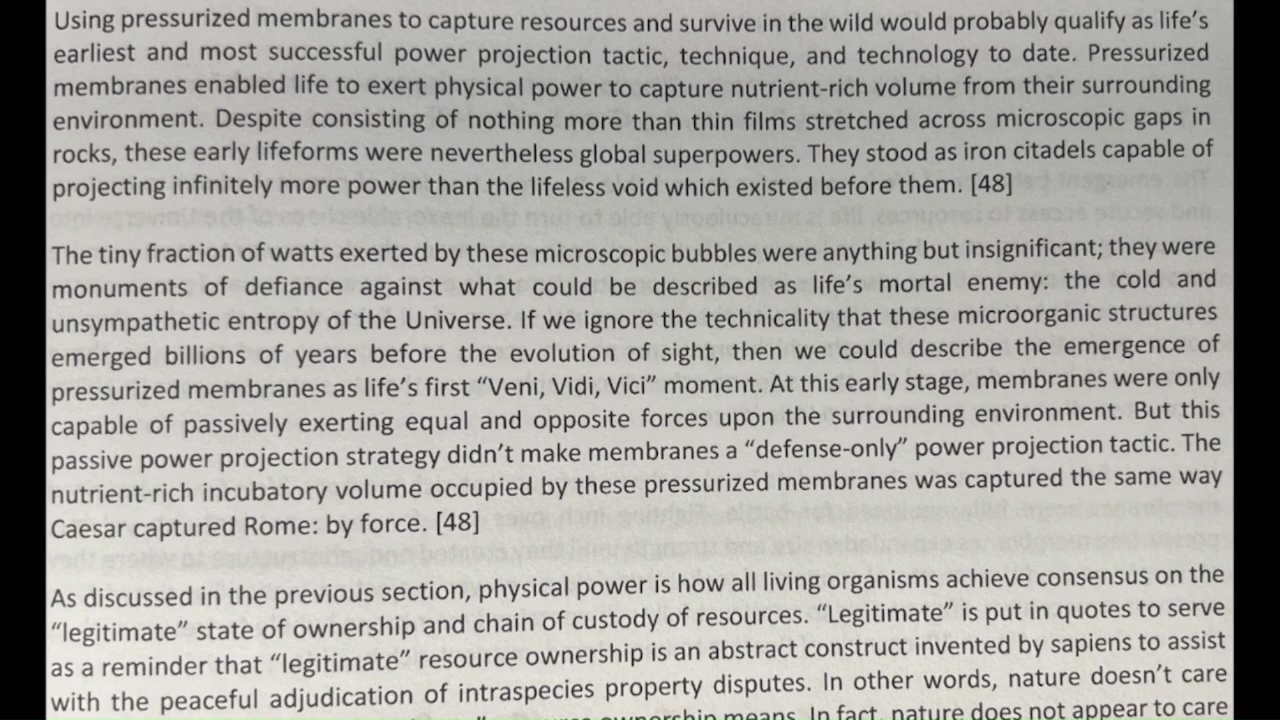 Using pressurized membranes to capture resources and survive in the wild would probably qualify as life's
earliest and most successful power projection tactic, technique, and technology to date. Pressurized
membranes enabled life to exert physical power to capture nutrient-rich volume from their surrounding
environment. Despite consisting of nothing more than thin films stretched across microscopic gaps in
rocks, these early lifeforms were nevertheless global superpowers. They stood as iron citadels capable of
projecting infinitely more power than the lifeless void which existed before them. [48]
The tiny fraction of watts exerted by these microscopic bubbles were anything but insignificant; they were
monuments of defiance against what could be described as life's mortal enemy: the cold and
unsympathetic entropy of the Universe. If we ignore the technicality that these microorganic structures
emerged billions of years before the evolution of sight, then we could describe the emergence of
pressurized membranes as life's first “Veni, Vidi, Vici” moment. At this early stage, membranes were only
capable of passively exerting equal and opposite forces upon the surrounding environment. But this
passive power projection strategy didn't make membranes a “defense-only” power projection tactic. The
nutrient-rich incubatory volume occupied by these pressurized membranes was captured the same way
Caesar captured Rome: by force. [48]
As discussed in the previous section, physical power is how all living organisms achieve consensus on the
“legitimate” state of ownership and chain of custody of resources. “Legitimate” is put in quotes to serve
as a reminder that “legitimate” resource ownership is an abstract construct invented by sapiens to assist
with the peaceful adjudication of intraspecies property disputes. In other words, nature doesn't care
ownership means. In fact, nature does not appear to care